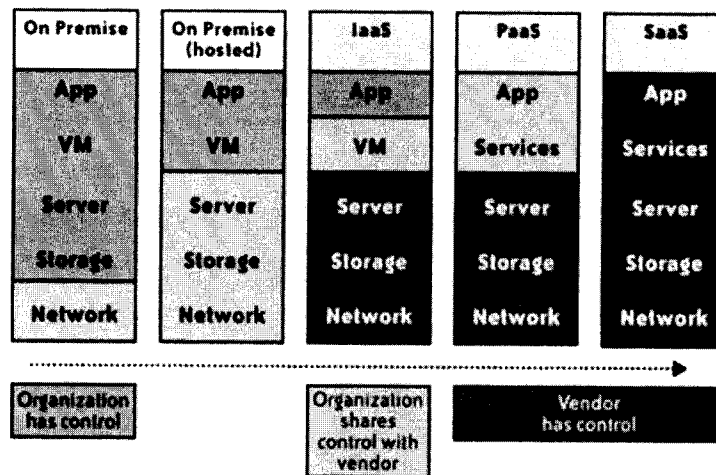 On Premise
On Premise
(hosted)
IaaS
PaaS
SaaS
App
App
App
App
App
VM
VM
VM
Services
Services
Server
Server
Server
Server
Server
Storage
Storage
Storage
Storage
Storage
Network
Network
Network
Network
Network
Organization
has control
Organization
shares
control with
vendor
Vendor
has control